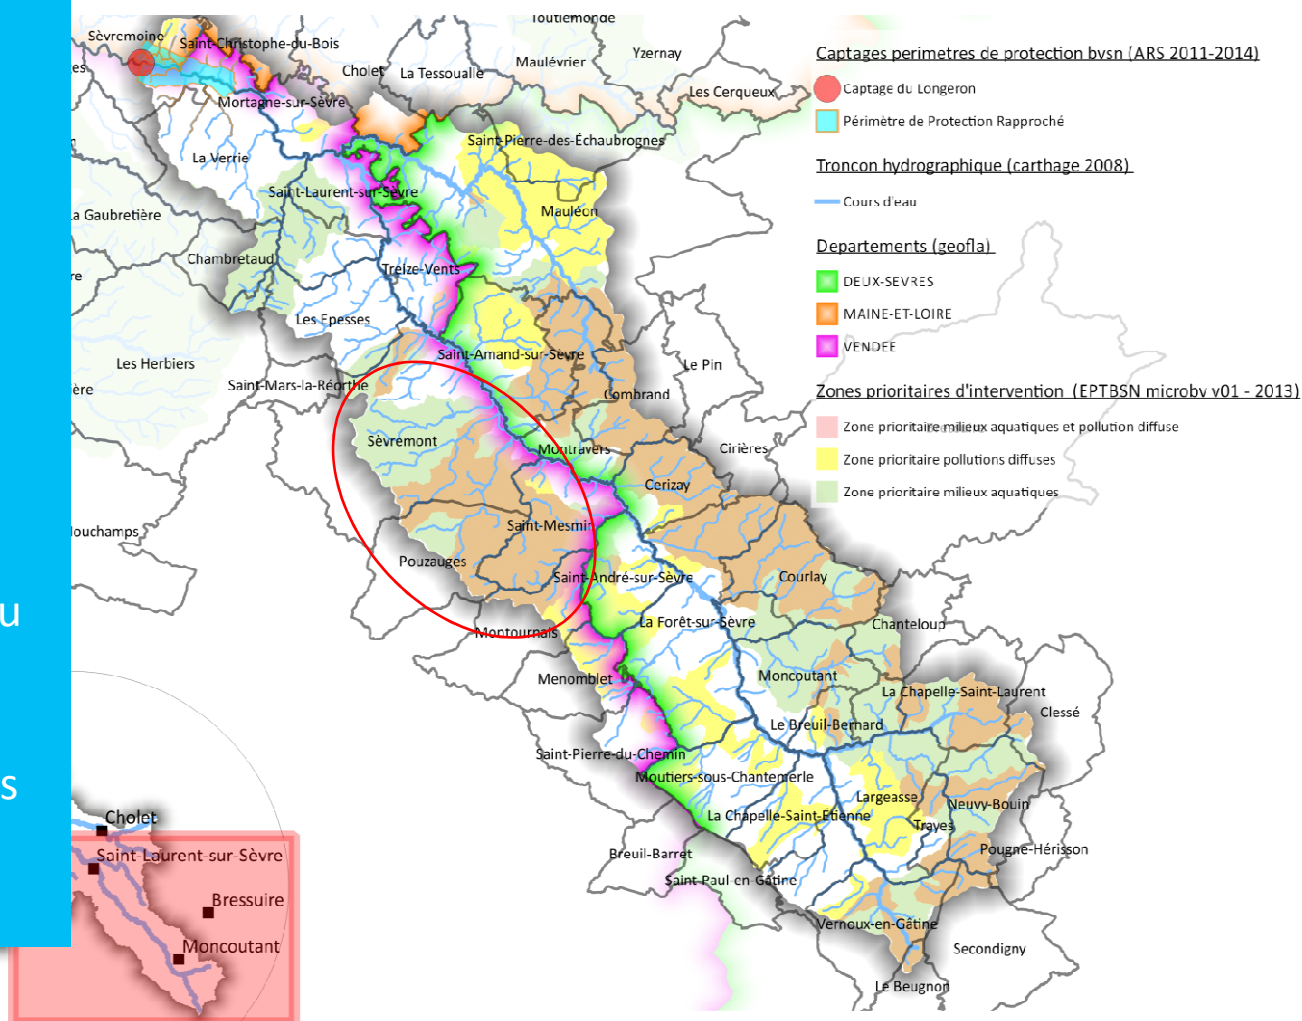 Toutlemonde
Sèvremoine
Saint-Christophe-du-Bois
Yzernay
Maulévrier
Cholet
La Tessoualle
Les Cerqueux
es
Mortagne-sur-Sèvre
Saint-Pierre-des-Échaubrognes
n
La Verrie
Saint-Laurent-sur-Sèvre
a Gaubretière
Mauléon
Chambretaud
Treize-Vents
re
Les Epesses
Saint-Amand-sur-Sèvre
Les Herbiers
Le Pin
Saint-Mars-la-Réorthe
ère
Combrand
Sèvremont
Montravers
Cirières
Cerizay
ouchamps
Saint-Mesmin
Pouzauges
Saint-André-sur-Sèvre
Courlay
La Forêt-sur-Sèvre
Chanteloup
Montournais
Menomblet
Moncoutant
La Chapelle-Saint-Laurent
Clessé
Le Breuil-Bernard
Saint-Pierre-du-Chemin
Moutiers-sous-Chantemerle
Largeasse
Neuvy-Bouin
La Chapelle-Saint-Etienne
Trayes
Breuil-Barret
Pougne-Hérisson
Saint-Paul-en-Gâtine
Vernoux-en-Gâtine
Secondigny
Le Beugnon
Captages perimetres de protection bvsn (ARS 2011-2014)
Captage du Longeron
Périmètre de Protection Rapproché
Troncon hydrographique (carthage 2008)
Cours d'eau
Departements (geofla)
DEUX-SEVRES
MAINE-ET-LOIRE
VENDEE
Zones prioritaires d'intervention (EPTBSN microbv v01 - 2013)
Zone prioritaire milieux aquatiques et pollution diffuse
Zone prioritaire pollutions diffuses
Zone prioritaire milieux aquatiques
u
s
Cholet
Saint-Laurent-sur-Sèvre
Bressuire
Moncoutant